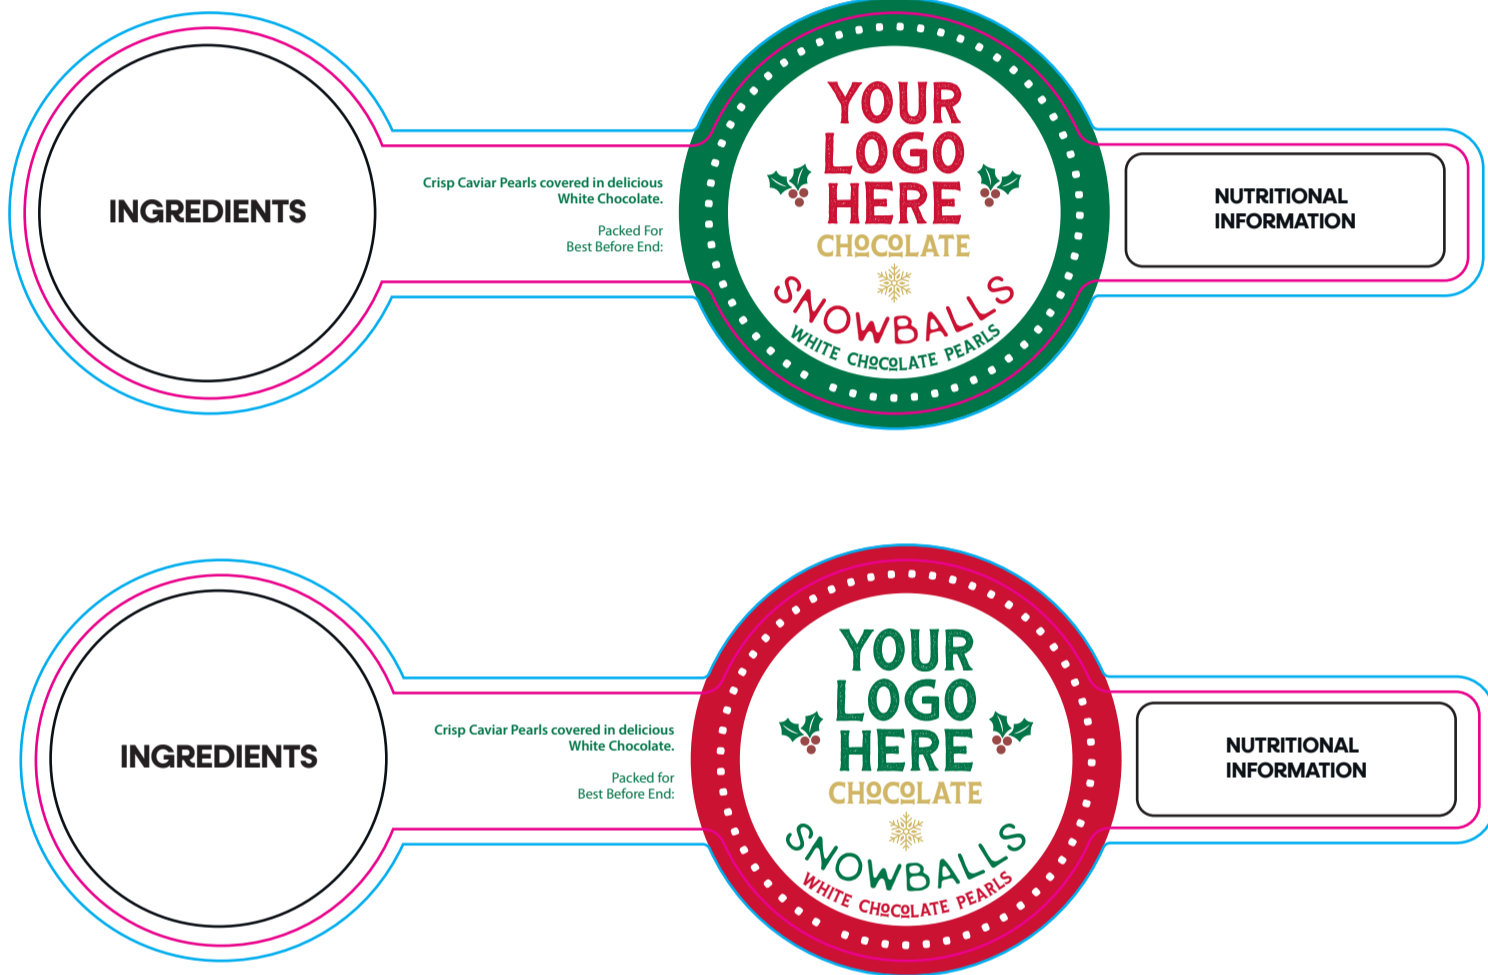 INGREDIENTS
Crisp Caviar Pearls covered in delicious
White Chocolate.
Packed For
Best Before End:
YOUR
LOGO
HERE
CHOCOLATE
SNOWBALLS
WHITE CHOCOLATE PEARLS
NUTRITIONAL
INFORMATION
INGREDIENTS
Crisp Caviar Pearls covered in delicious
White Chocolate.
Packed for
Best Before End:
YOUR
LOGO
HERE
CHOCOLATE
SNOWBALLS
WHITE CHOCOLATE PEARLS
NUTRITIONAL
INFORMATION